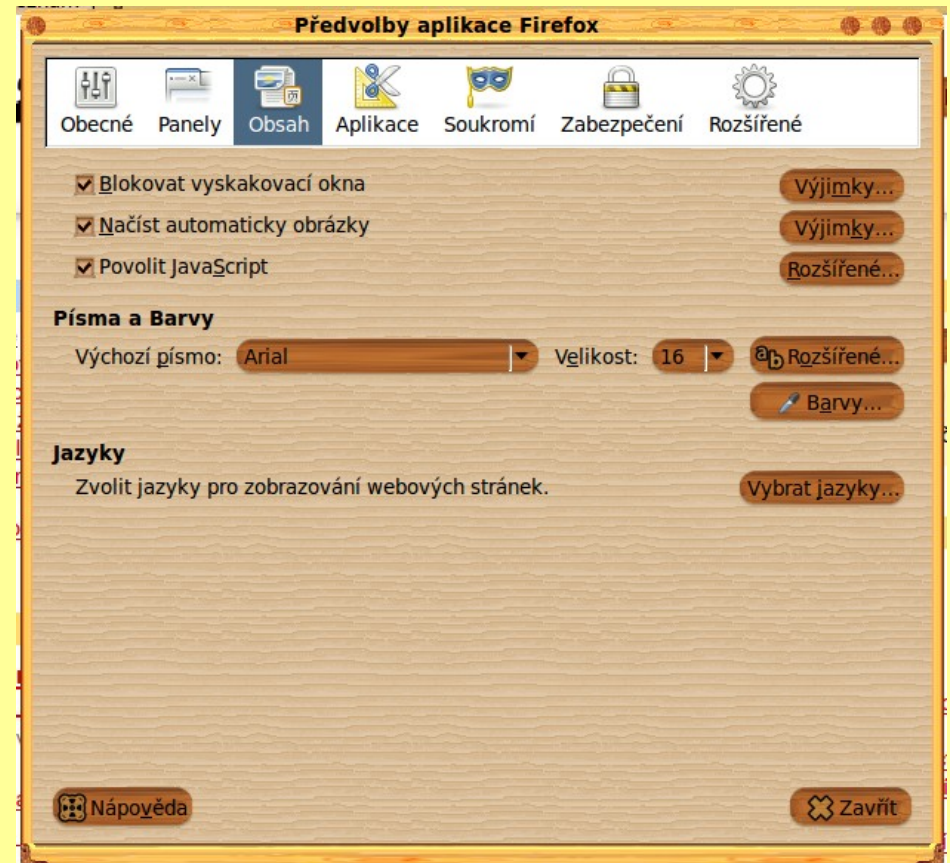 Předvolby aplikace Firefox
Obecné Panely Obsah Aplikace Soukromí Zabezpečení Rozšířené
Blokovat vyskakovací okna Výjimky...
Načíst automaticky obrázky Výjimky...
Povolit JavaScript Rozšířené...
Písma a Barvy
Výchozí písmo: Arial Velikost: 16 Rozšířené...
Barvy...
Jazyky
Zvolit jazyky pro zobrazování webových stránek. Vybrat jazyky...
Nápověda Zavřít